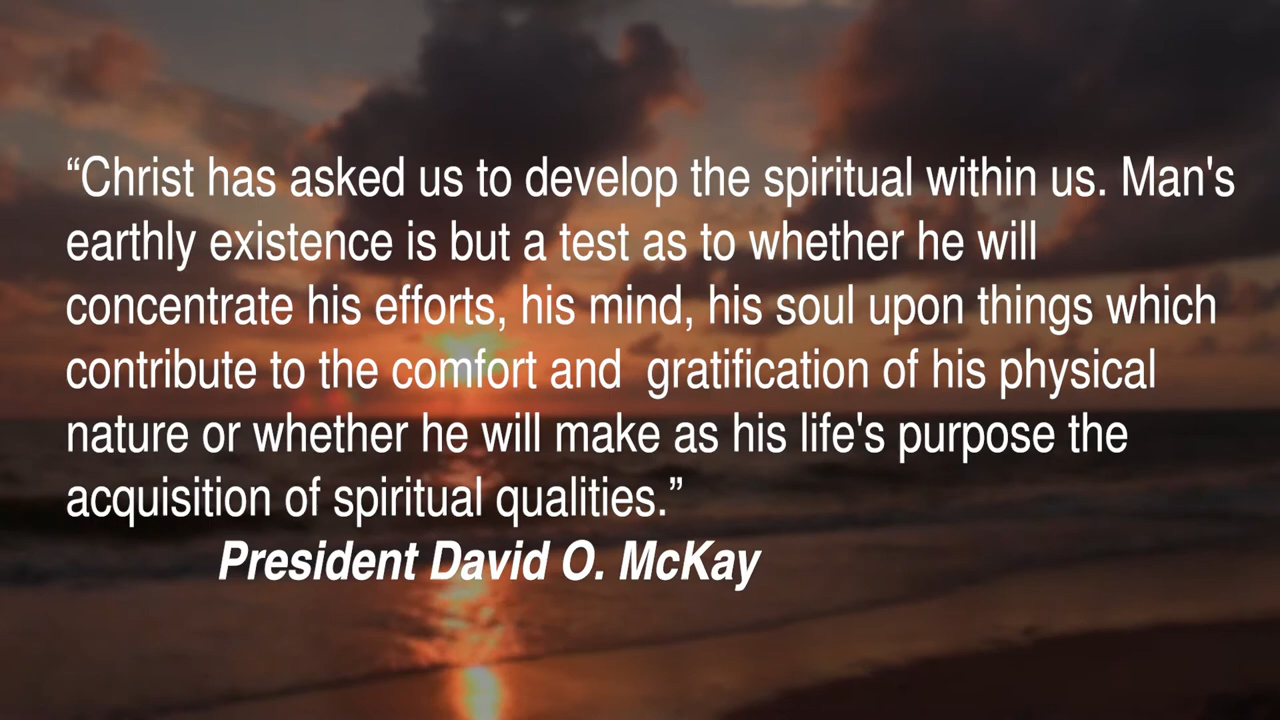 “Christ has asked us to develop the spiritual within us. Man's
earthly existence is but a test as to whether he will
concentrate his efforts, his mind, his soul upon things which
contribute to the comfort and  gratification of his physical
nature or whether he will make as his life's purpose the
acquisition of spiritual qualities.”
President David O. McKay